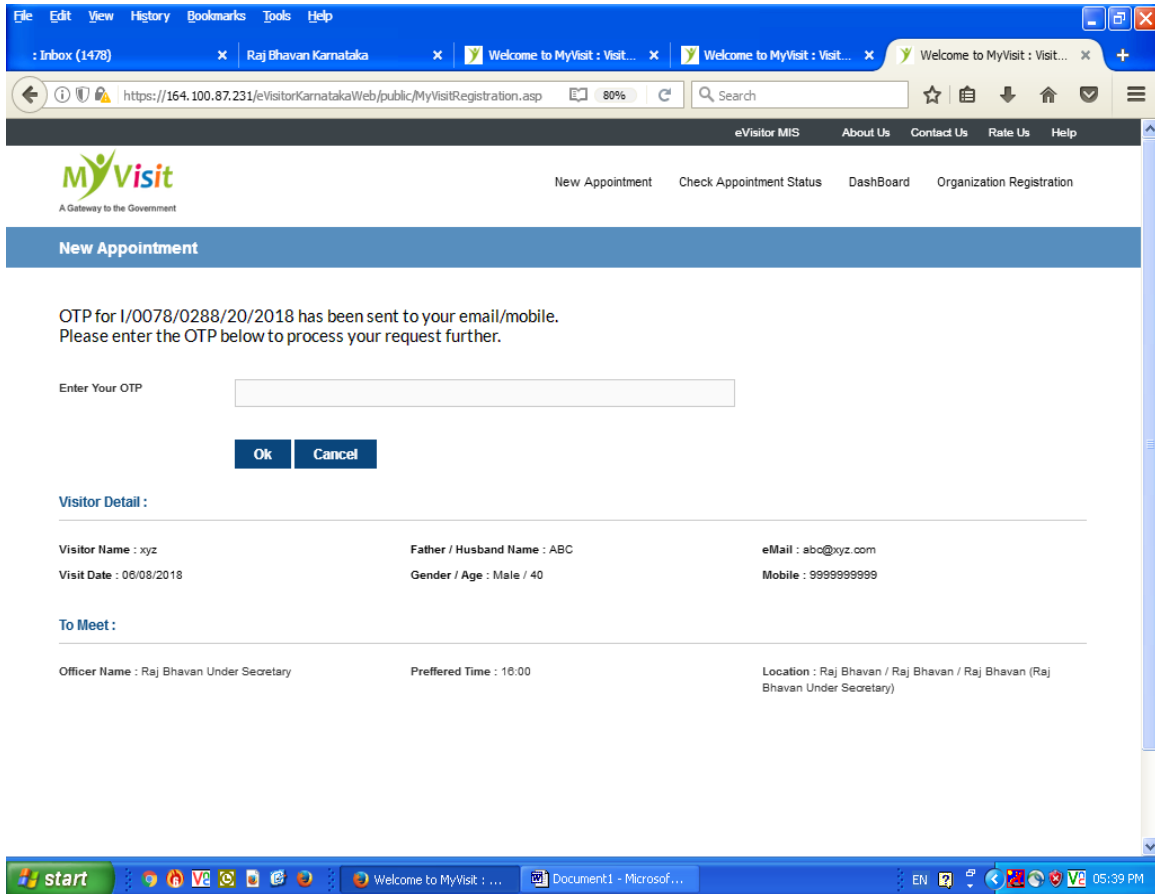 File Edit View History Bookmarks Tools Help
: Inbox (1478) Raj Bhavan Karnataka Welcome to MyVisit : Visit... Welcome to MyVisit : Visit... Welcome to MyVisit : Visit...
https://164.100.87.231/eVisitorKarnatakaWeb/public/MyVisitRegistration.asp 80% Search
eVisitor MIS About Us Contact Us Rate Us Help
MyVisit
A Gateway to the Government
New Appointment Check Appointment Status DashBoard Organization Registration
New Appointment
OTP for I/0078/0288/20/2018 has been sent to your email/mobile.
Please enter the OTP below to process your request further.
Enter Your OTP
Ok Cancel
Visitor Detail :
Visitor Name : xyz Father / Husband Name : ABC eMail : abc@xyz.com
Visit Date : 06/08/2018 Gender / Age : Male / 40 Mobile : 9999999999
To Meet :
Officer Name : Raj Bhavan Under Secretary Preffered Time : 16:00 Location : Raj Bhavan / Raj Bhavan / Raj Bhavan (Raj
Bhavan Under Secretary)
start Welcome to MyVisit : ... Document1 - Microsof... EN 05:39 PM